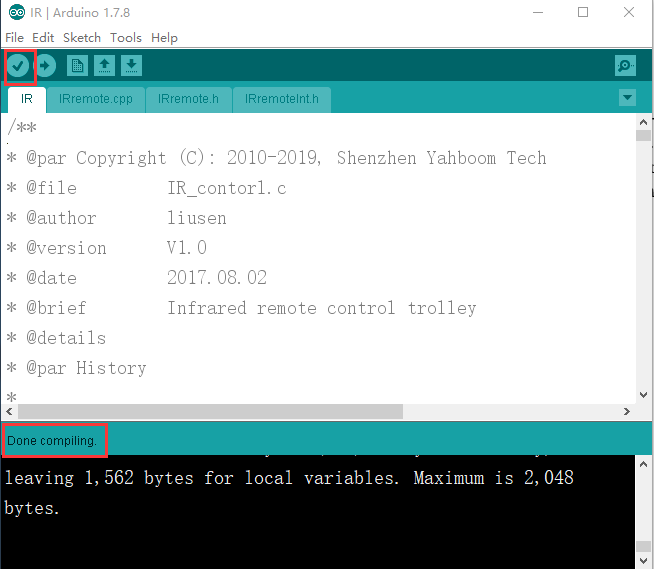 IR | Arduino 1.7.8
File Edit Sketch Tools Help
IR IRremote.cpp IRremote.h IRremoteInt.h
/**
* @par Copyright (C): 2010-2019, Shenzhen Yahboom Tech
* @file IR_contorl.c
* @author liusen
* @version V1.0
* @date 2017.08.02
* @brief Infrared remote control trolley
* @details
* @par History
*
Done compiling.
leaving 1,562 bytes for local variables. Maximum is 2,048
bytes.